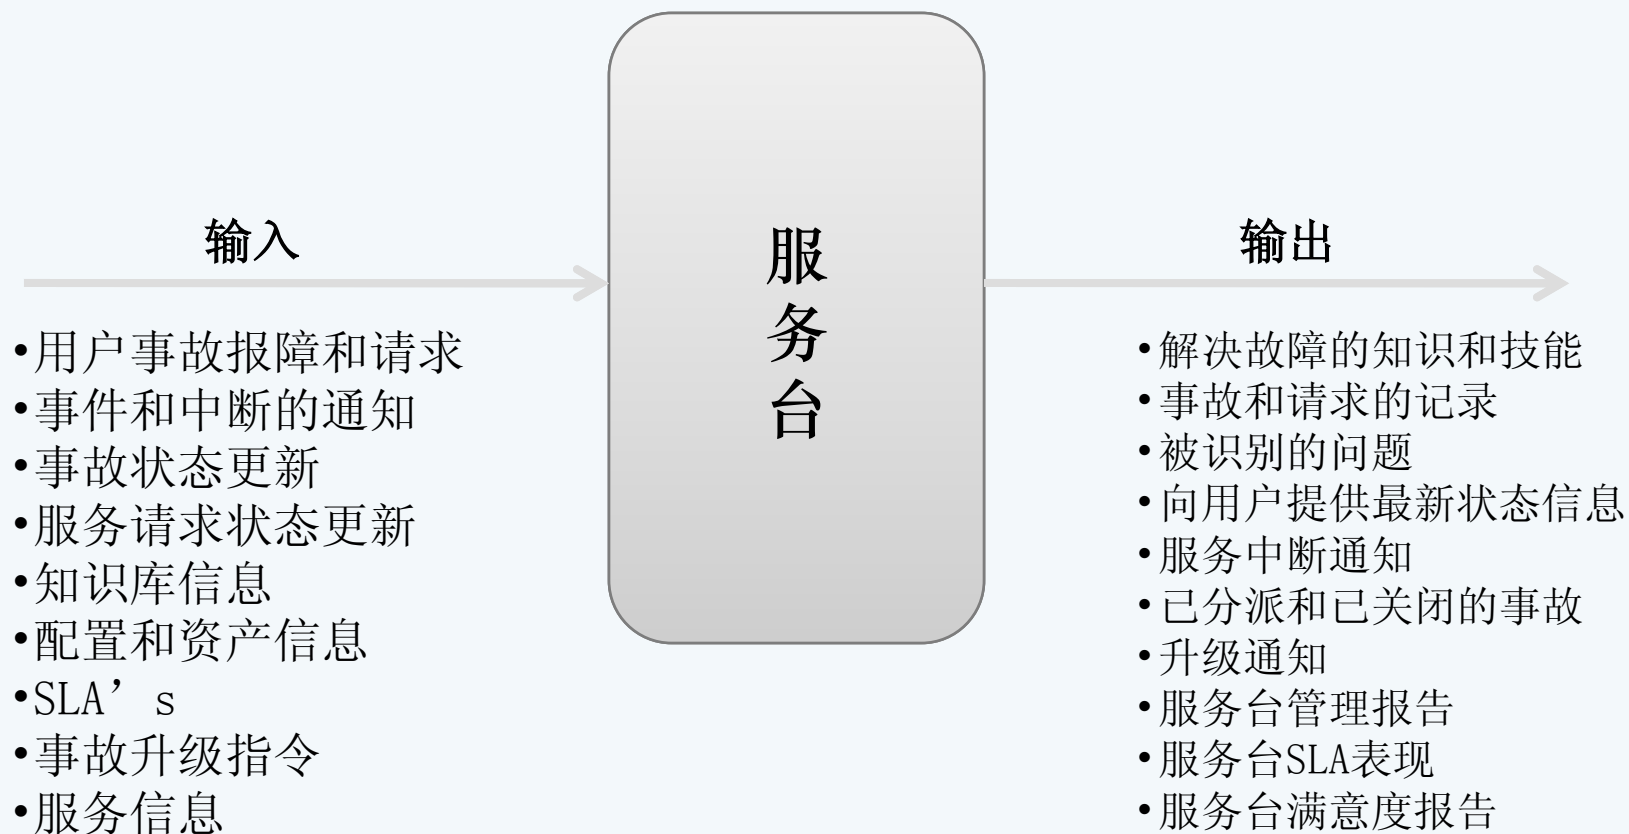 输入
•用户事故报障和请求
•事件和中断的通知
•事故状态更新
•服务请求状态更新
•知识库信息
•配置和资产信息
•SLA’s
•事故升级指令
•服务信息
服
务
台
输出
•解决故障的知识和技能
•事故和请求的记录
•被识别的问题
•向用户提供最新状态信息
•服务中断通知
•已分派和已关闭的事故
•升级通知
•服务台管理报告
•服务台SLA表现
•服务台满意度报告